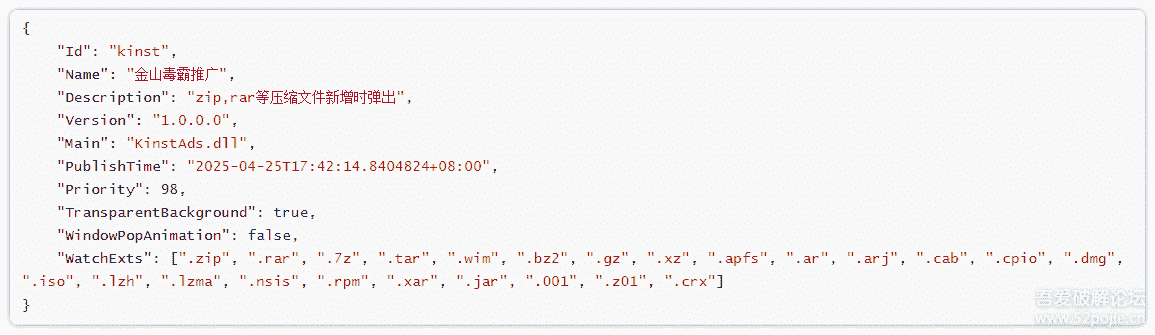 {
"Id": "kinst",
"Name": "金山毒霸推广",
"Description": "zip,rar等压缩文件新增时弹出",
"Version": "1.0.0.0",
"Main": "KinstAds.dll",
"PublishTime": "2025-04-25T17:42:14.8404824+08:00",
"Priority": 98,
"TransparentBackground": true,
"WindowPopAnimation": false,
"WatchExts": [".zip", ".rar", ".7z", ".tar", ".wim", ".bz2", ".gz", ".xz", ".apfs", ".ar", ".arj", ".cab", ".cpio", ".dmg",
".iso", ".lzh", ".lzma", ".nsis", ".rpm", ".xar", ".jar", ".001", ".z01", ".crx"]
}
吾爱破解论坛
www.52pojie.cn